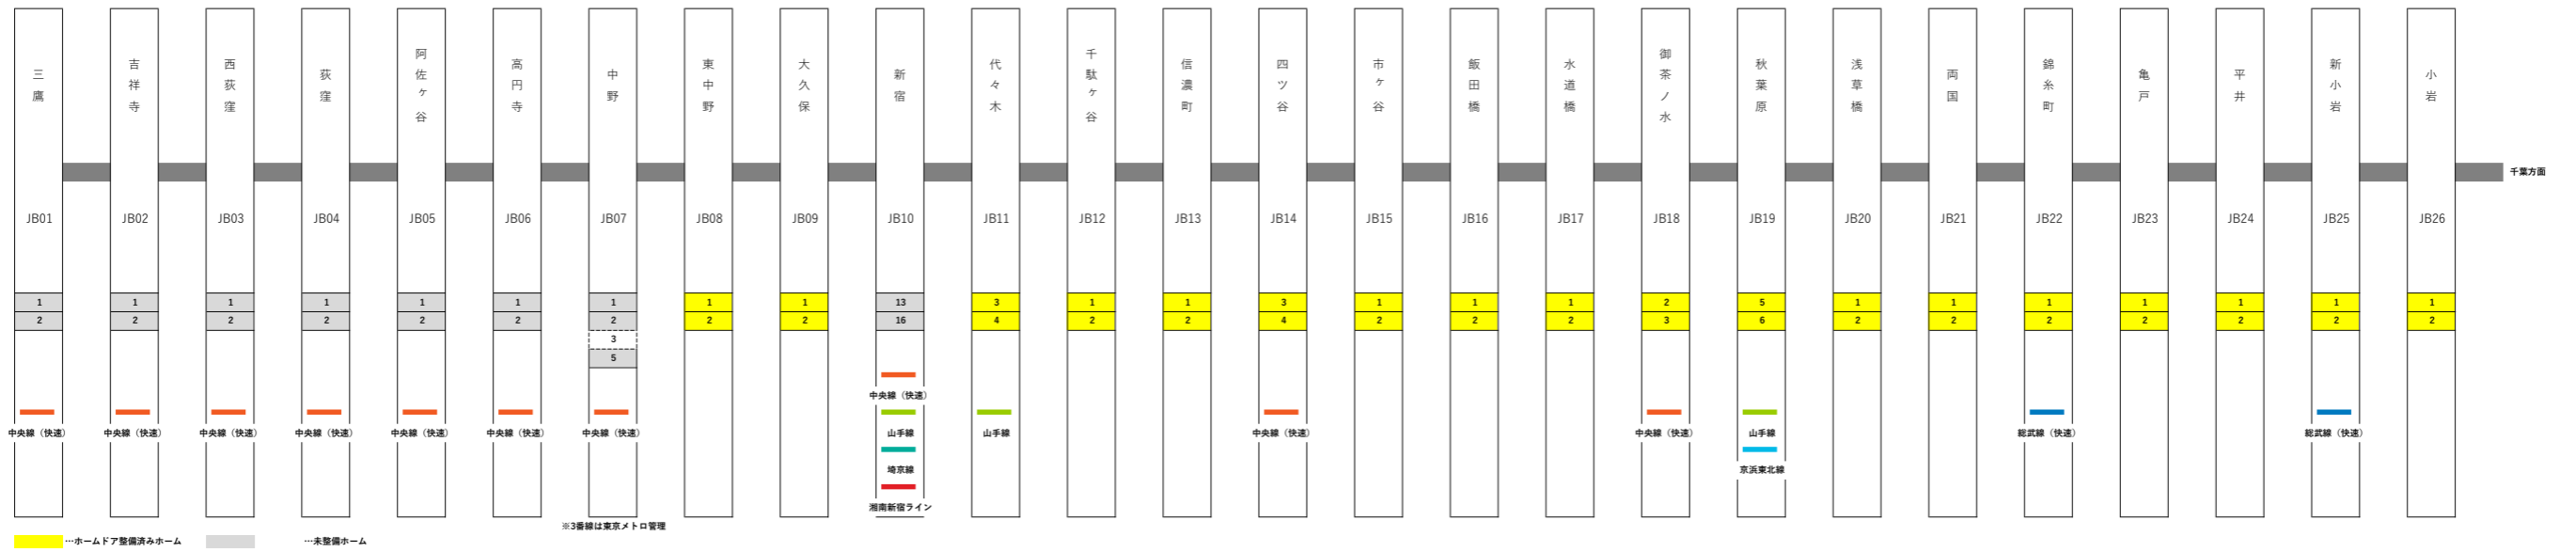 三鷹
吉祥寺
西荻窪
荻窪
阿佐ケ谷
高円寺
中野
東中野
大久保
新宿
代々木
千駄ケ谷
信濃町
四ツ谷
市ケ谷
飯田橋
水道橋
御茶ノ水
秋葉原
浅草橋
両国
錦糸町
亀戸
平井
新小岩
小岩
千葉方面
JB01 JB02 JB03 JB04 JB05 JB06 JB07 JB08 JB09 JB10 JB11 JB12 JB13 JB14 JB15 JB16 JB17 JB18 JB19 JB20 JB21 JB22 JB23 JB24 JB25 JB26
1 1 1 1 1 1 1 1 1 13 3 1 1 3 1 1 1 2 5 1 1 1 1 1 1 1
2 2 2 2 2 2 2 2 2 16 4 2 2 4 2 2 2 3 6 2 2 2 2 2 2 2
3
5
中央線（快速）
中央線（快速） 中央線（快速） 中央線（快速） 中央線（快速） 中央線（快速） 中央線（快速） 中央線（快速） 山手線 山手線 中央線（快速） 中央線（快速） 山手線 総武線（快速） 総武線（快速）
埼京線 京浜東北線
湘南新宿ライン
※3番線は東京メトロ管理
…ホームドア整備済みホーム …未整備ホーム